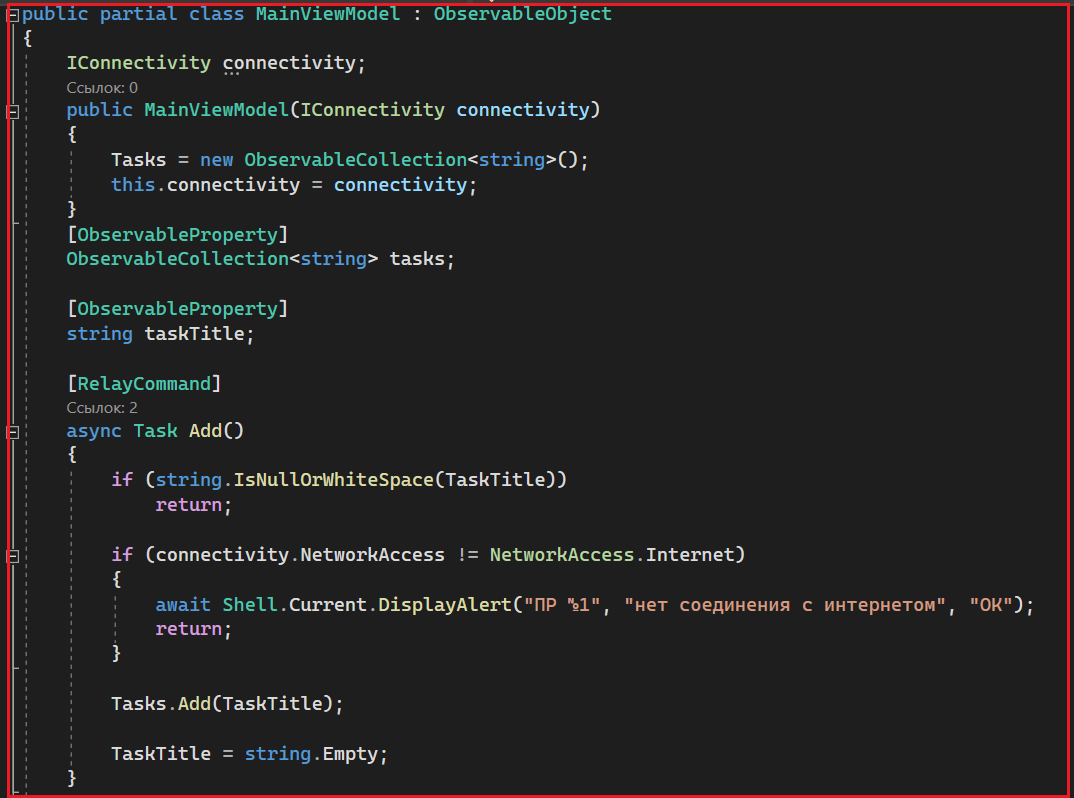 public partial class MainViewModel : ObservableObject
{
IConnectivity connectivity;
Ссылок: 0
public MainViewModel(IConnectivity connectivity)
{
Tasks = new ObservableCollection<string>();
this.connectivity = connectivity;
}
[ObservableProperty]
ObservableCollection<string> tasks;
[ObservableProperty]
string taskTitle;
[RelayCommand]
Ссылок: 2
async Task Add()
{
if (string.IsNullOrWhiteSpace(TaskTitle))
return;
if (connectivity.NetworkAccess != NetworkAccess.Internet)
{
await Shell.Current.DisplayAlert("ПР №1", "нет соединения с интернетом", "ОК");
return;
}
Tasks.Add(TaskTitle);
TaskTitle = string.Empty;
}